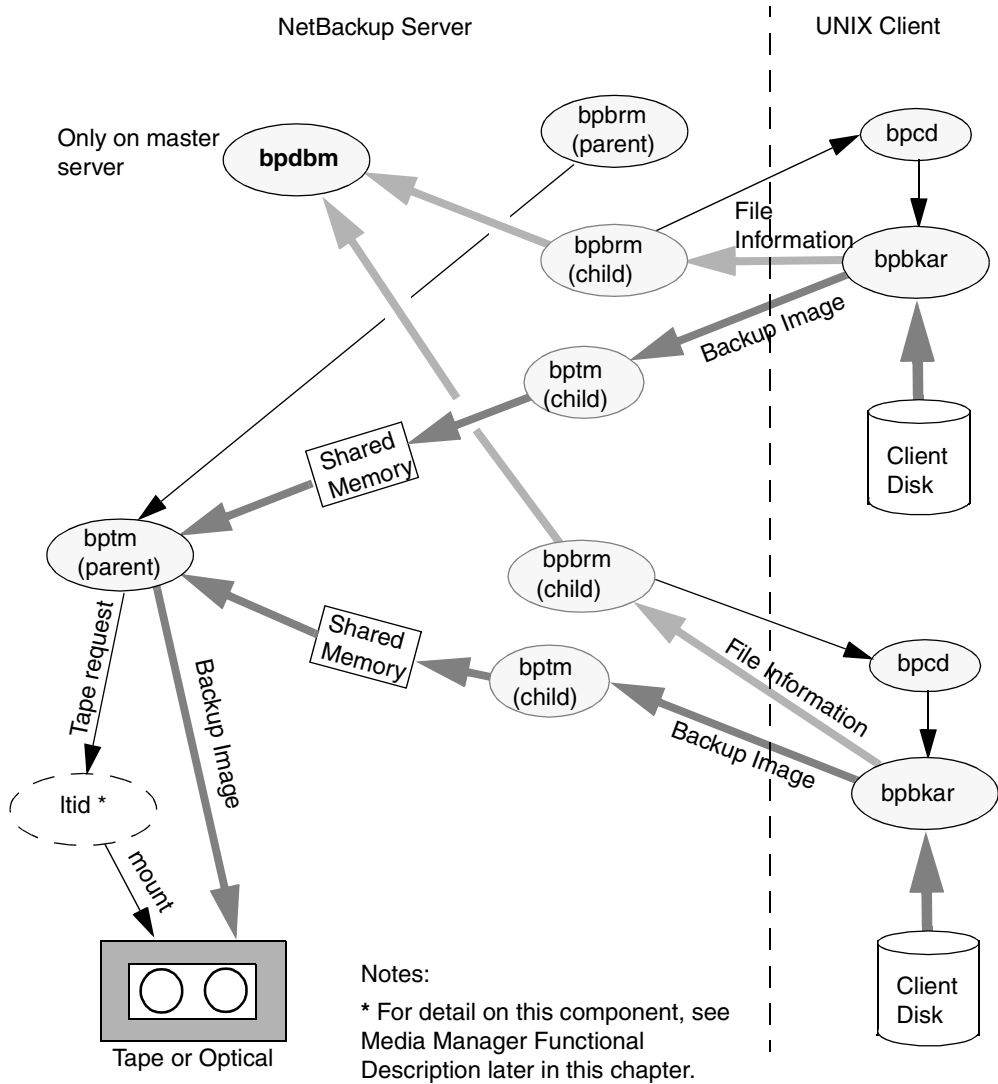 NetBackup Server
UNIX Client
Only on master
server
bpdbm
bpbrm
(parent)
bpcd
File
Information
bpbrm
(child)
bpbkar
Backup Image
bptm
(child)
Shared
Memory
Client
Disk
bptm
(parent)
bpbrm
(child)
Shared
Memory
bptm
(child)
File Information
bpcd
Backup Image
bpbkar
Tape request
Backup Image
ltid *
mount
Client
Disk
Tape or Optical
Notes:
* For detail on this component, see
Media Manager Functional
Description later in this chapter.